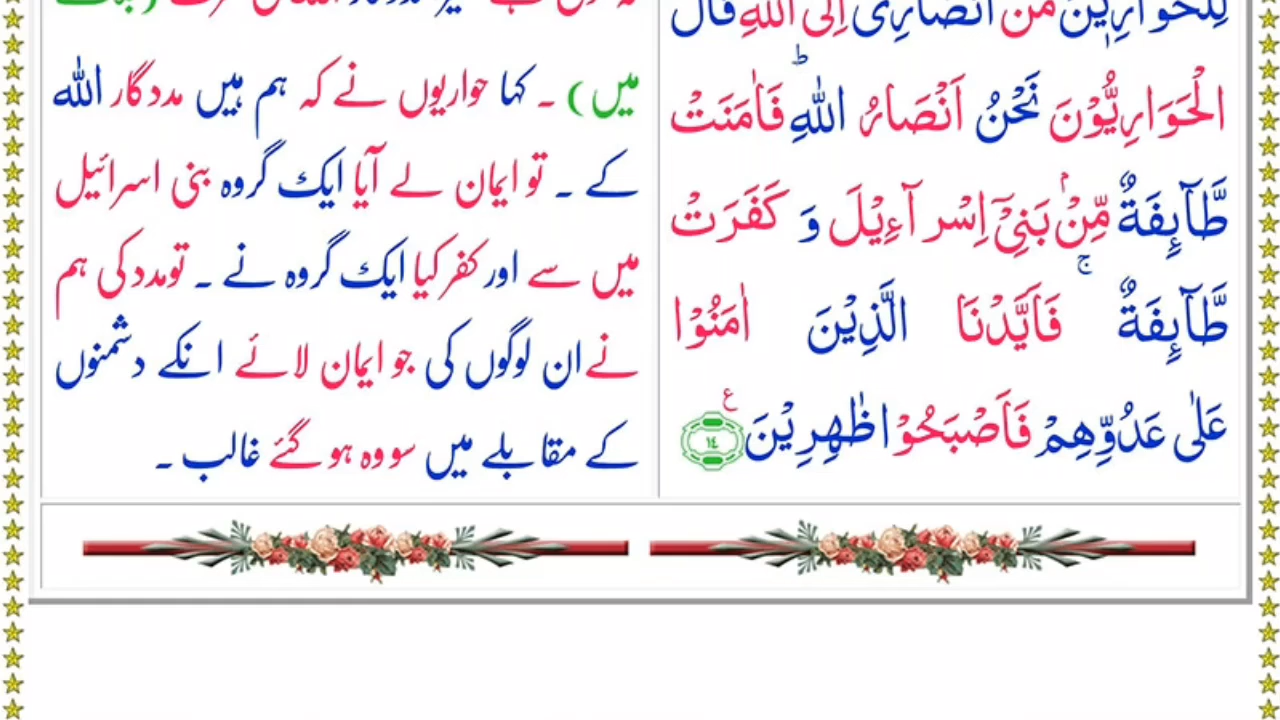 لِلْحَوَارِیّٖنَ مَنْ اَنْصَارِیْۤ اِلَی اللّٰهِؕ قَالَ
الْحَوَارِیُّوْنَ نَحْنُ اَنْصَارُ اللّٰهِ فَاٰمَنَتْ
طَّآىِٕفَةٌ مِّنْۢ بَنِیْۤ اِسْرَآءِیْلَ وَ كَفَرَتْ
طَّآىِٕفَةٌۚ فَاَیَّدْنَا الَّذِیْنَ اٰمَنُوْا
عَلٰی عَدُوِّهِمْ فَاَصْبَحُوْا ظٰهِرِیْنَ ۧ ١٤
میں) ۔ کہا حواریوں نے کہ ہم ہیں مددگار اللہ
کے ۔ تو ایمان لے آیا ایک گروہ بنی اسرائیل
میں سے اور کفر کیا ایک گروہ نے ۔ تو مدد کی ہم
نے ان لوگوں کی جو ایمان لائے انکے دشمنوں
کے مقابلے میں سو وہ ہو گئے غالب ۔